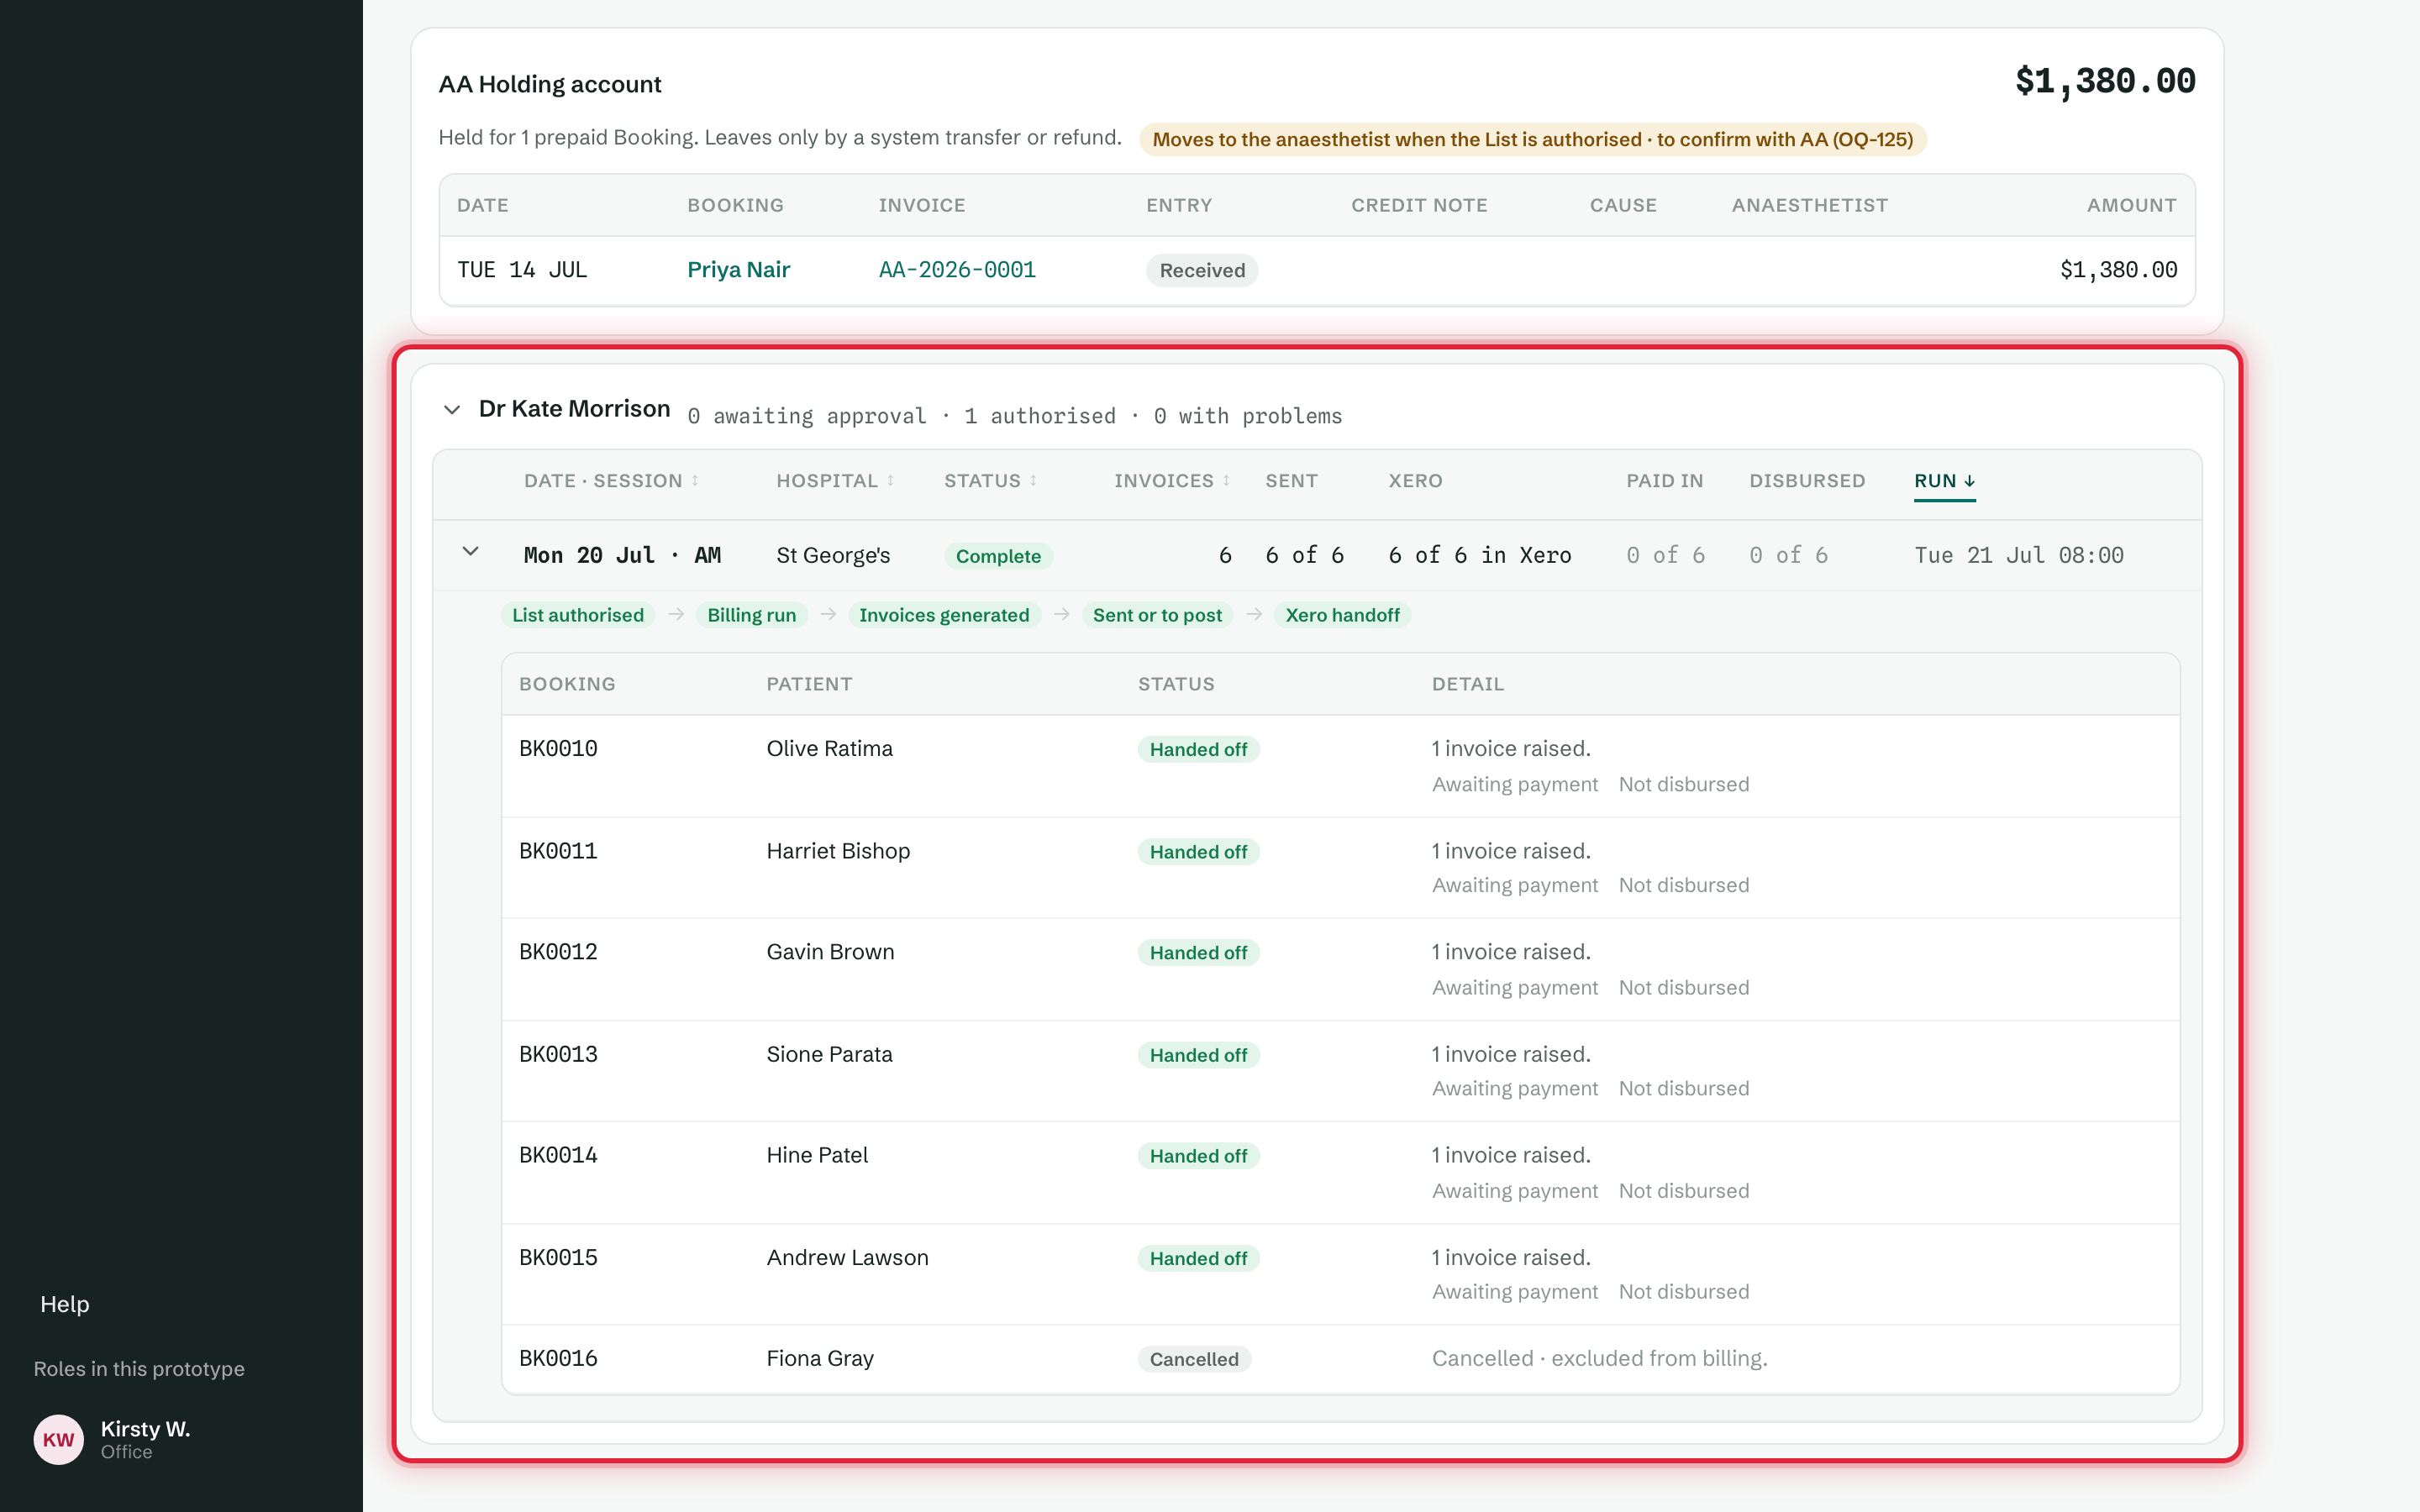 AA Holding account $1,380.00
Held for 1 prepaid Booking. Leaves only by a system transfer or refund. Moves to the anaesthetist when the List is authorised · to confirm with AA (OQ-125)
DATE BOOKING INVOICE ENTRY CREDIT NOTE CAUSE ANAESTHETIST AMOUNT
TUE 14 JUL Priya Nair AA-2026-0001 Received $1,380.00
Dr Kate Morrison 0 awaiting approval · 1 authorised · 0 with problems
DATE · SESSION ↕ HOSPITAL ↕ STATUS ↕ INVOICES ↕ SENT XERO PAID IN DISBURSED RUN ↓
Mon 20 Jul · AM St George's Complete 6 6 of 6 6 of 6 in Xero 0 of 6 0 of 6 Tue 21 Jul 08:00
List authorised → Billing run → Invoices generated → Sent or to post → Xero handoff
BOOKING PATIENT STATUS DETAIL
BK0010 Olive Ratima Handed off 1 invoice raised.
Awaiting payment Not disbursed
BK0011 Harriet Bishop Handed off 1 invoice raised.
Awaiting payment Not disbursed
BK0012 Gavin Brown Handed off 1 invoice raised.
Awaiting payment Not disbursed
BK0013 Sione Parata Handed off 1 invoice raised.
Awaiting payment Not disbursed
BK0014 Hine Patel Handed off 1 invoice raised.
Awaiting payment Not disbursed
BK0015 Andrew Lawson Handed off 1 invoice raised.
Awaiting payment Not disbursed
BK0016 Fiona Gray Cancelled Cancelled · excluded from billing.
Help
Roles in this prototype
KW Kirsty W.
Office